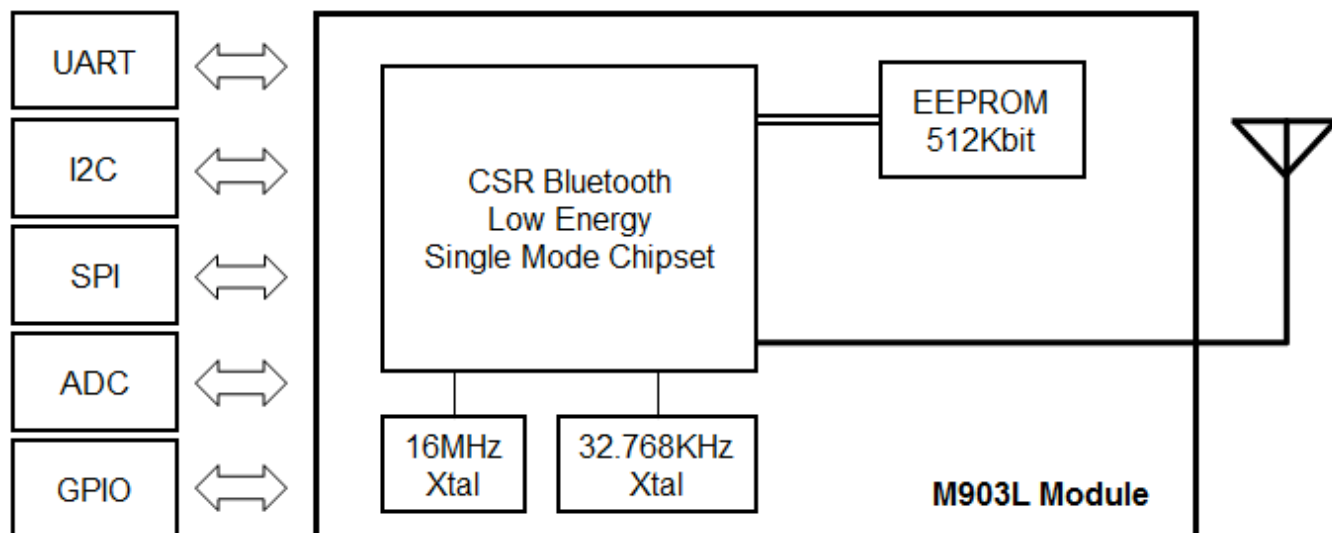 UART
I2C
SPI
ADC
GPIO
CSR Bluetooth
Low Energy
Single Mode Chipset
EEPROM
512Kbit
16MHz
Xtal
32.768KHz
Xtal
M903L Module